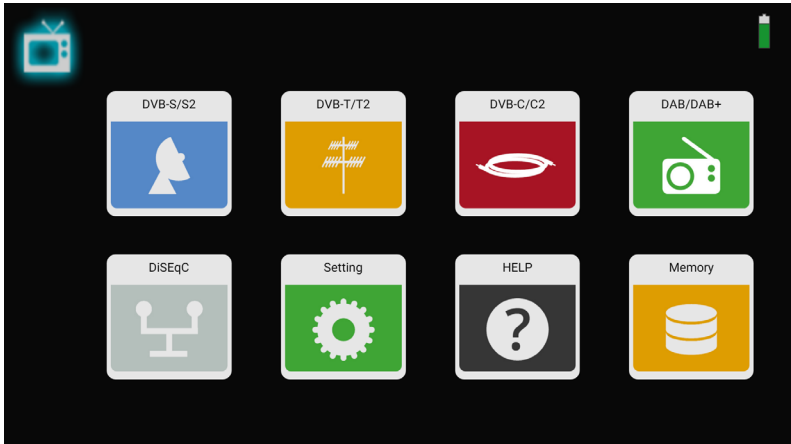 DVB-S/S2
DVB-T/T2
DVB-C/C2
DAB/DAB+
DiSEqC
Setting
HELP
Memory
?